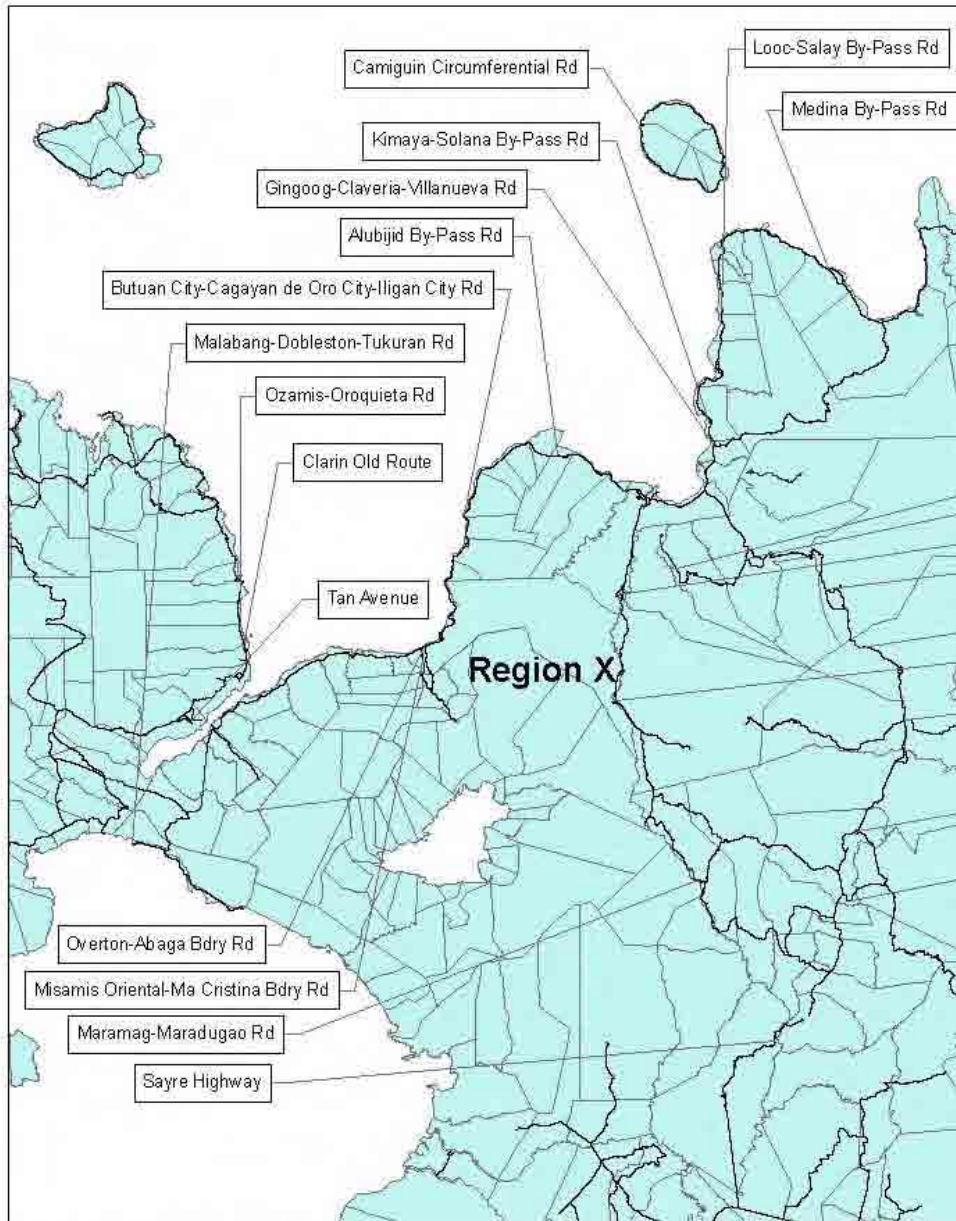 Looc-Salay By-Pass Rd
Camiguin Circumferential Rd
Medina By-Pass Rd
Kimaya-Solana By-Pass Rd
Gingoog-Claveria-Villanueva Rd
Alubijid By-Pass Rd
Butuan City-Cagayan de Oro City-Iligan City Rd
Malabang-Dobleston-Tukuran Rd
Ozamis-Oroquieta Rd
Clarin Old Route
Tan Avenue
Region X
Overton-Abaga Bdry Rd
Misamis Oriental-Ma Cristina Bdry Rd
Maramag-Maradugao Rd
Sayre Highway